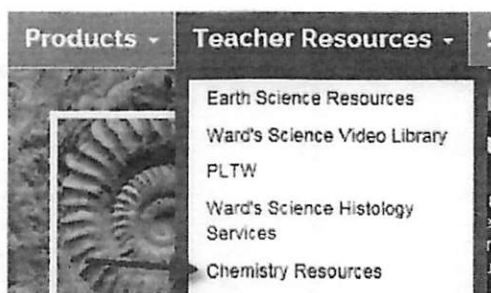 Products
Teacher Resources
Earth Science Resources
Ward's Science Video Library
PLTW
Ward's Science Histology
Services
Chemistry Resources